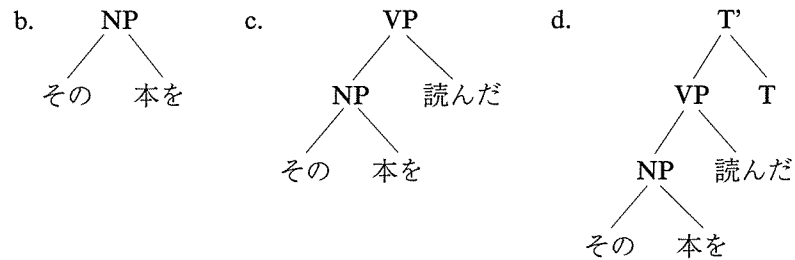 b. NP c. VP d. T'
その 本を NP 読んだ VP T
その 本を NP 読んだ
その 本を